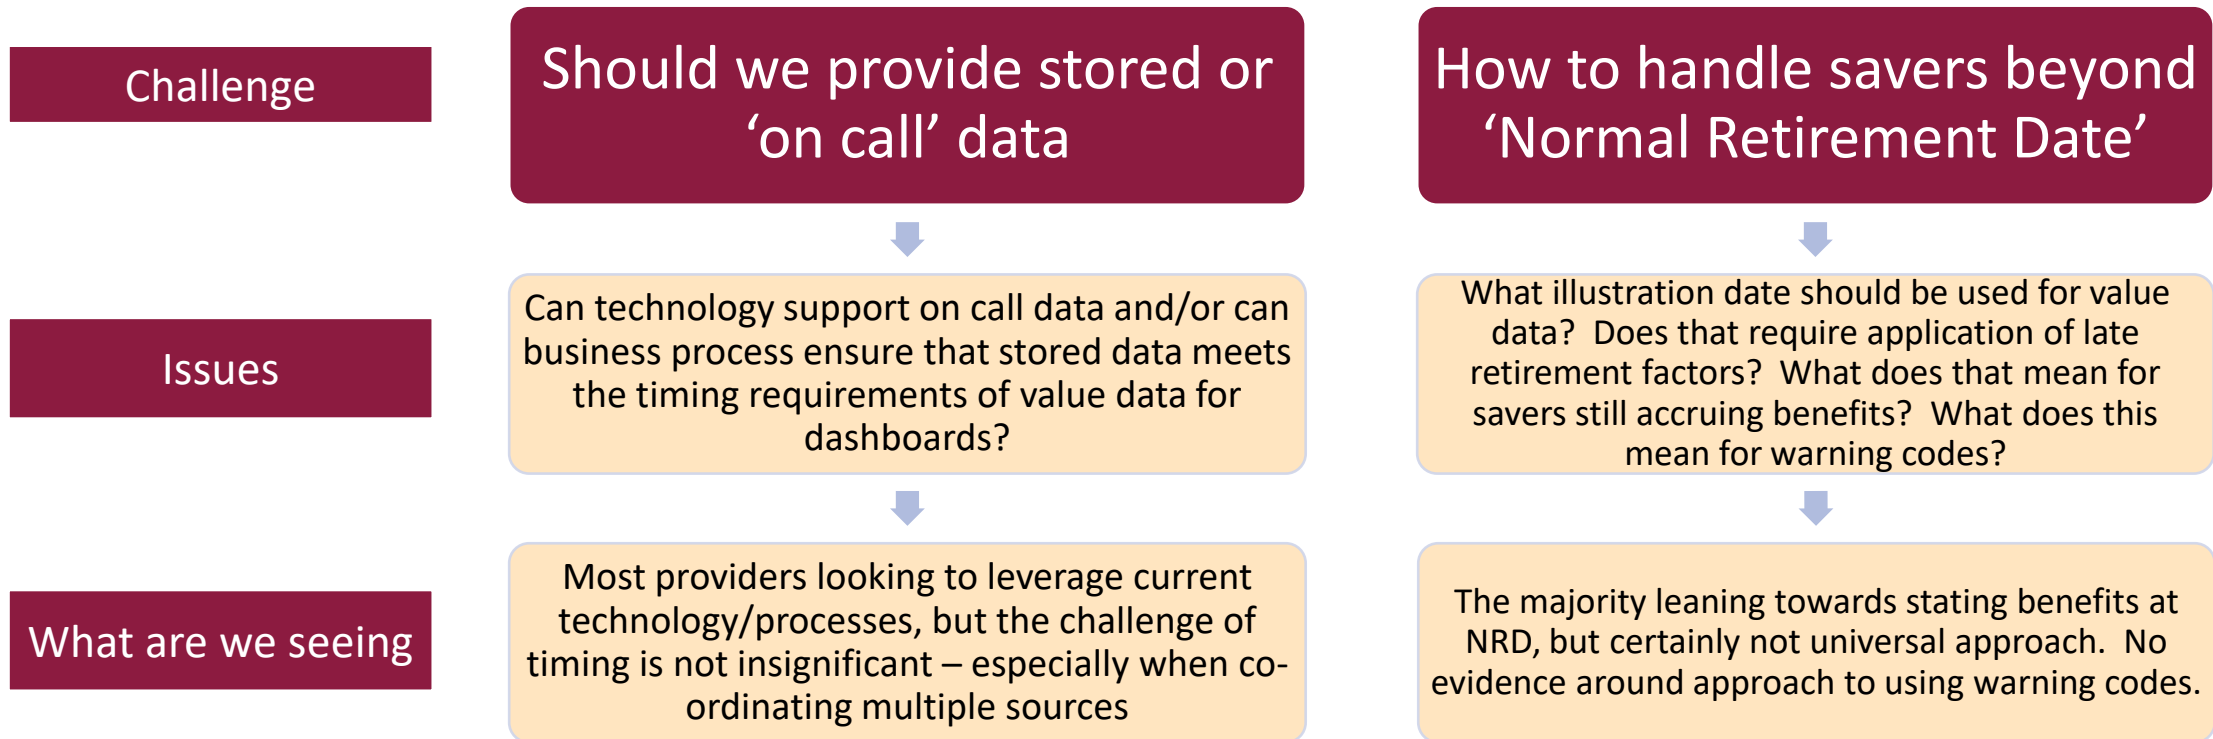 Challenge
Should we provide stored or
‘on call’ data
How to handle savers beyond
‘Normal Retirement Date’
Issues
Can technology support on call data and/or can
business process ensure that stored data meets
the timing requirements of value data for
dashboards?
What illustration date should be used for value
data?  Does that require application of late
retirement factors?  What does that mean for
savers still accruing benefits?  What does this
mean for warning codes?
What are we seeing
Most providers looking to leverage current
technology/processes, but the challenge of
timing is not insignificant – especially when co-
ordinating multiple sources
The majority leaning towards stating benefits at
NRD, but certainly not universal approach.  No
evidence around approach to using warning codes.